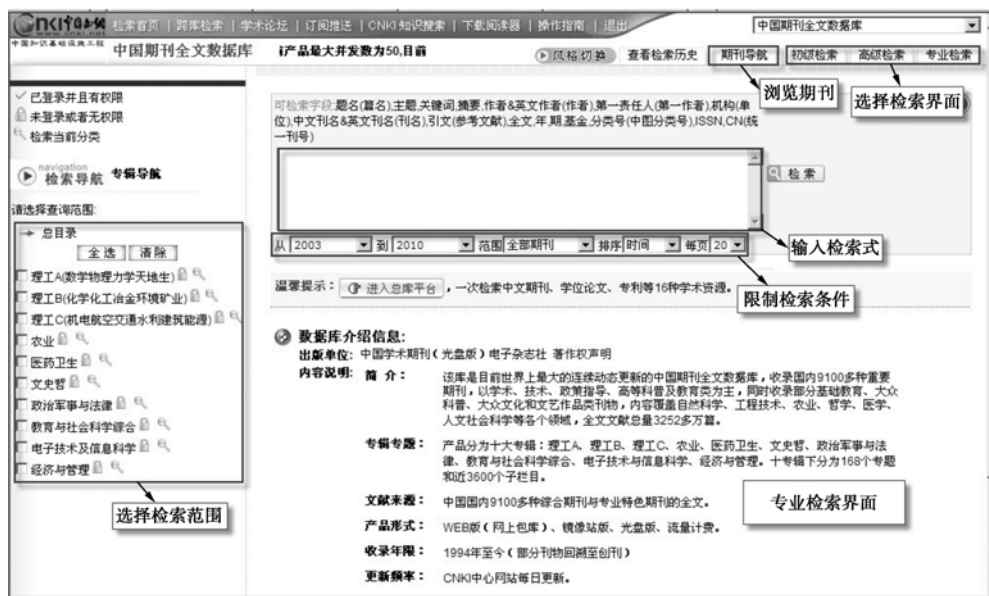 cnki中国知网 检索首页 | 跨库检索 | 学术论坛 | 订阅推送 | CNKI知识搜索 | 下载阅读器 | 操作指南 | 退出 中国期刊全文数据库
中国知识基础设施工程 中国期刊全文数据库 i产品最大并发数为50,目前 风格切换 查看检索历史 期刊导航 初级检索 高级检索 专业检索
浏览期刊 选择检索界面
已登录并且有权限
未登录或者无权限
检索当前分类
navigation
检索导航 专辑导航
请选择查询范围:
总目录
全选 清除
理工A(数学物理力学天地生)
理工B(化学化工冶金环境矿业)
理工C(机电航空交通水利建筑能源)
农业
医药卫生
文史哲
政治军事与法律
教育与社会科学综合
电子技术及信息科学
经济与管理
选择检索范围
可检索字段:题名(篇名),主题,关键词,摘要,作者&英文作者(作者),第一责任人(第一作者),机构(单
位),中文刊名&英文刊名(刊名),引文(参考文献),全文,年,期,基金,分类号(中图分类号),ISSN,CN(统
一刊号)
检索
从 2003 到 2010 范围 全部期刊 排序 时间 每页 20
输入检索式
温馨提示: 进入总库平台,一次检索中文期刊、学位论文、专利等16种学术资源。
限制检索条件
数据库介绍信息:
出版单位: 中国学术期刊(光盘版)电子杂志社 著作权声明
内容说明: 简 介: 该库是目前世界上最大的连续动态更新的中国期刊全文数据库,收录国内9100多种重要
期刊,以学术、技术、政策指导、高等科普及教育类为主,同时收录部分基础教育、大众
科普、大众文化和文艺作品类刊物,内容覆盖自然科学、工程技术、农业、哲学、医学、
人文社会科学等各个领域,全文文献总量3252多万篇。
专辑专题: 产品分为十大专辑:理工A、理工B、理工C、农业、医药卫生、文史哲、政治军事与法
律、教育与社会科学综合、电子技术与信息科学、经济与管理。十专辑下分为168个专题
和近3600个子栏目。
文献来源: 中国国内9100多种综合期刊与专业特色期刊的全文。
产品形式: WEB版(网上包库)、镜像站版、光盘版、流量计费。
收录年限: 1994年至今(部分刊物回溯至创刊)
更新频率: CNKI中心网站每日更新。
专业检索界面